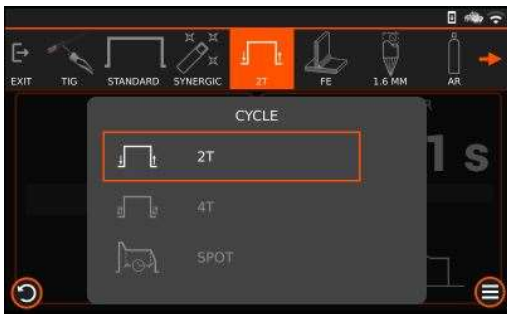 EXIT TIG STANDARD SYNERGIC 2T FE 1.6 MM AR
CYCLE
R
2T
1 s
4T
SPOT